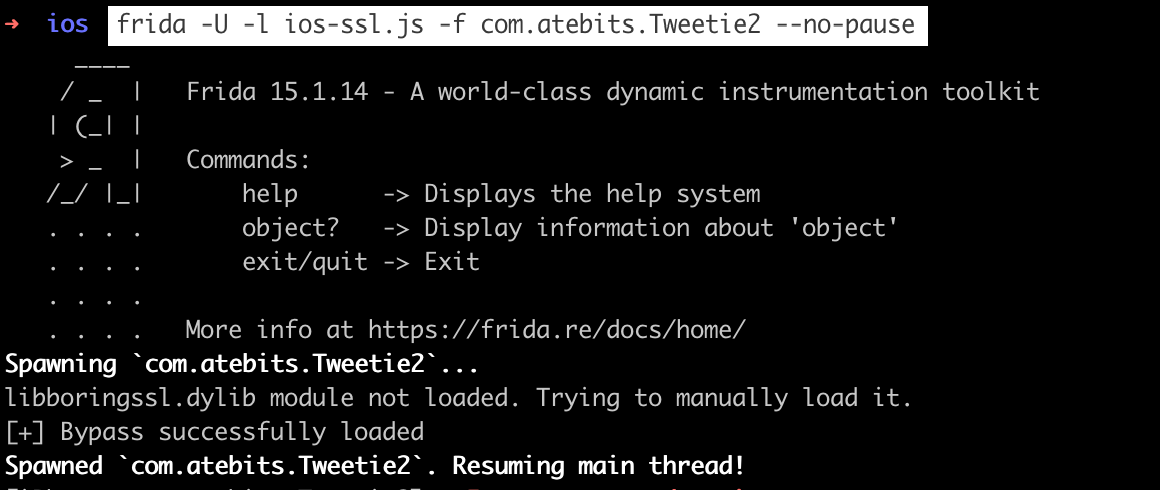 → ios frida -U -l ios-ssl.js -f com.atebits.Tweetie2 --no-pause
     ____
    / _  |   Frida 15.1.14 - A world-class dynamic instrumentation toolkit
   | (_| |
    > _  |   Commands:
   /_/ |_|       help      -> Displays the help system
   . . . .       object?   -> Display information about 'object'
   . . . .       exit/quit -> Exit
   . . . .
   . . . .   More info at https://frida.re/docs/home/
Spawning `com.atebits.Tweetie2`...
libboringssl.dylib module not loaded. Trying to manually load it.
[+] Bypass successfully loaded
Spawned `com.atebits.Tweetie2`. Resuming main thread!